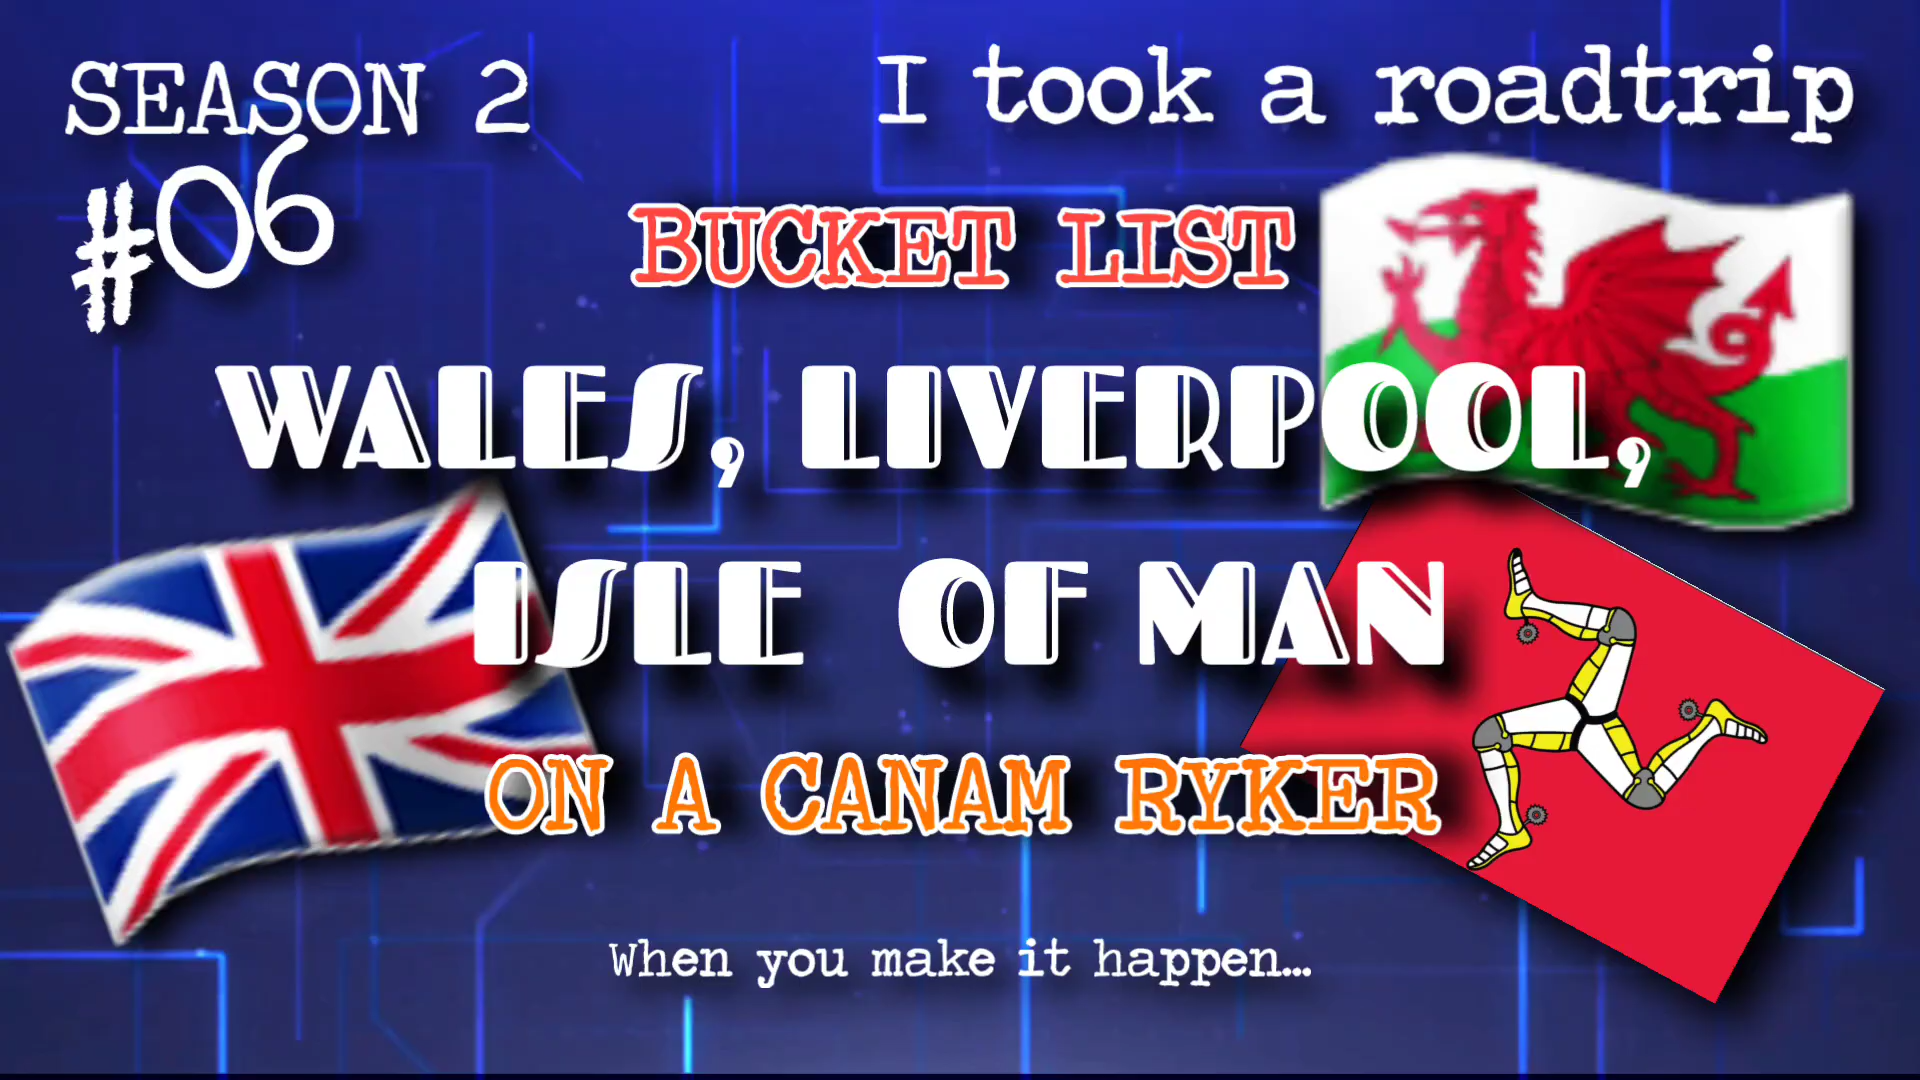 SEASON 2
#06
I took a roadtrip
BUCKET LIST
WALES, LIVERPOOL,
ISLE OF MAN
ON A CANAM RYKER
When you make it happen...